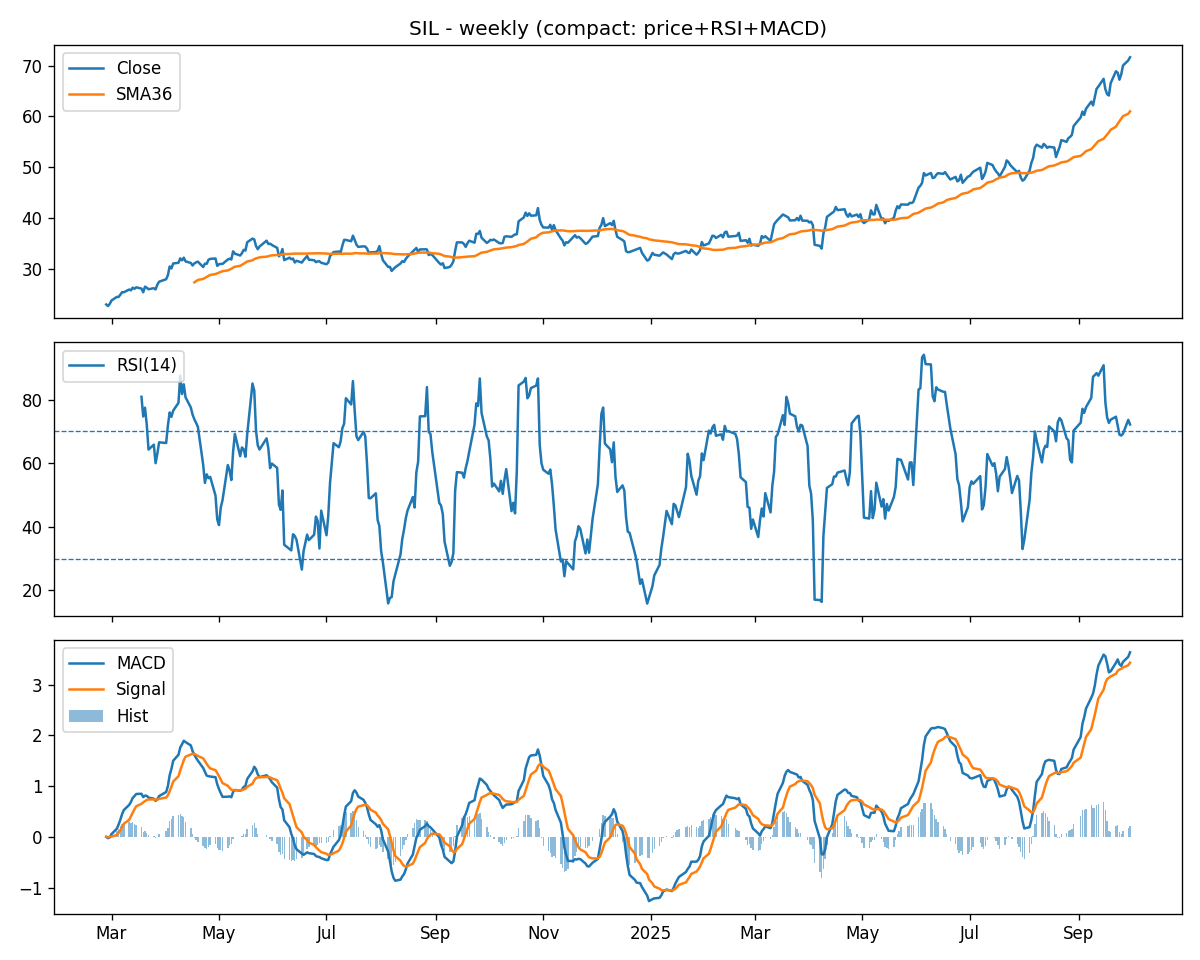 SIL - weekly (compact: price+RSI+MACD)
Close
SMA36
70
60
50
40
30
RSI(14)
80
60
40
20
MACD
Signal
Hist
3
2
1
0
−1
Mar
May
Jul
Sep
Nov
2025
Mar
May
Jul
Sep